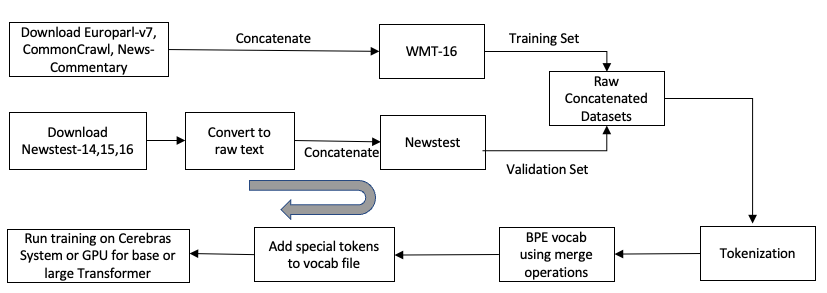 Download Europarl-v7,
CommonCrawl, News-
Commentary
Concatenate
WMT-16
Training Set
Raw
Concatenated
Datasets
Download
Newstest-14,15,16
Convert to
raw text
Concatenate
Newstest
Validation Set
Run training on Cerebras
System or GPU for base or
large Transformer
Add special tokens
to vocab file
BPE vocab
using merge
operations
Tokenization